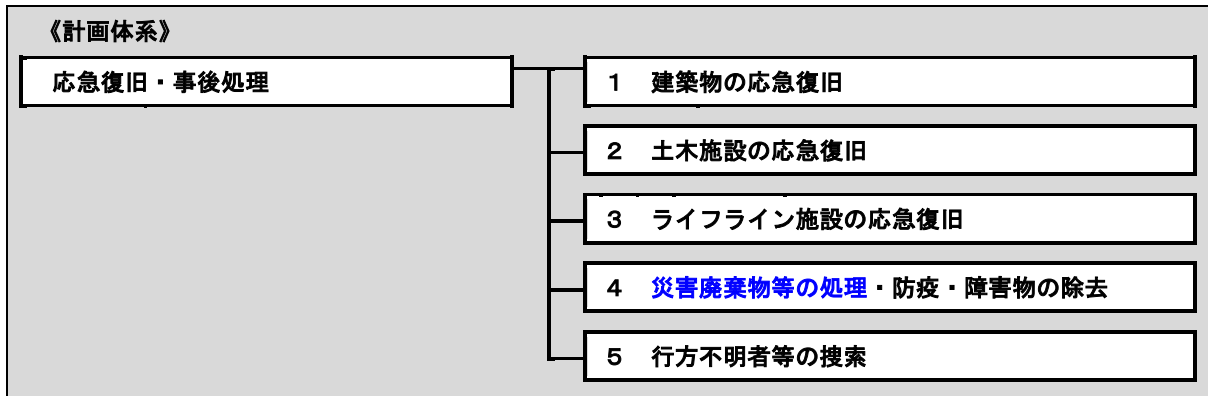 《計画体系》
応急復旧・事後処理
１　建築物の応急復旧
２　土木施設の応急復旧
３　ライフライン施設の応急復旧
４　災害廃棄物等の処理・防疫・障害物の除去
５　行方不明者等の捜索